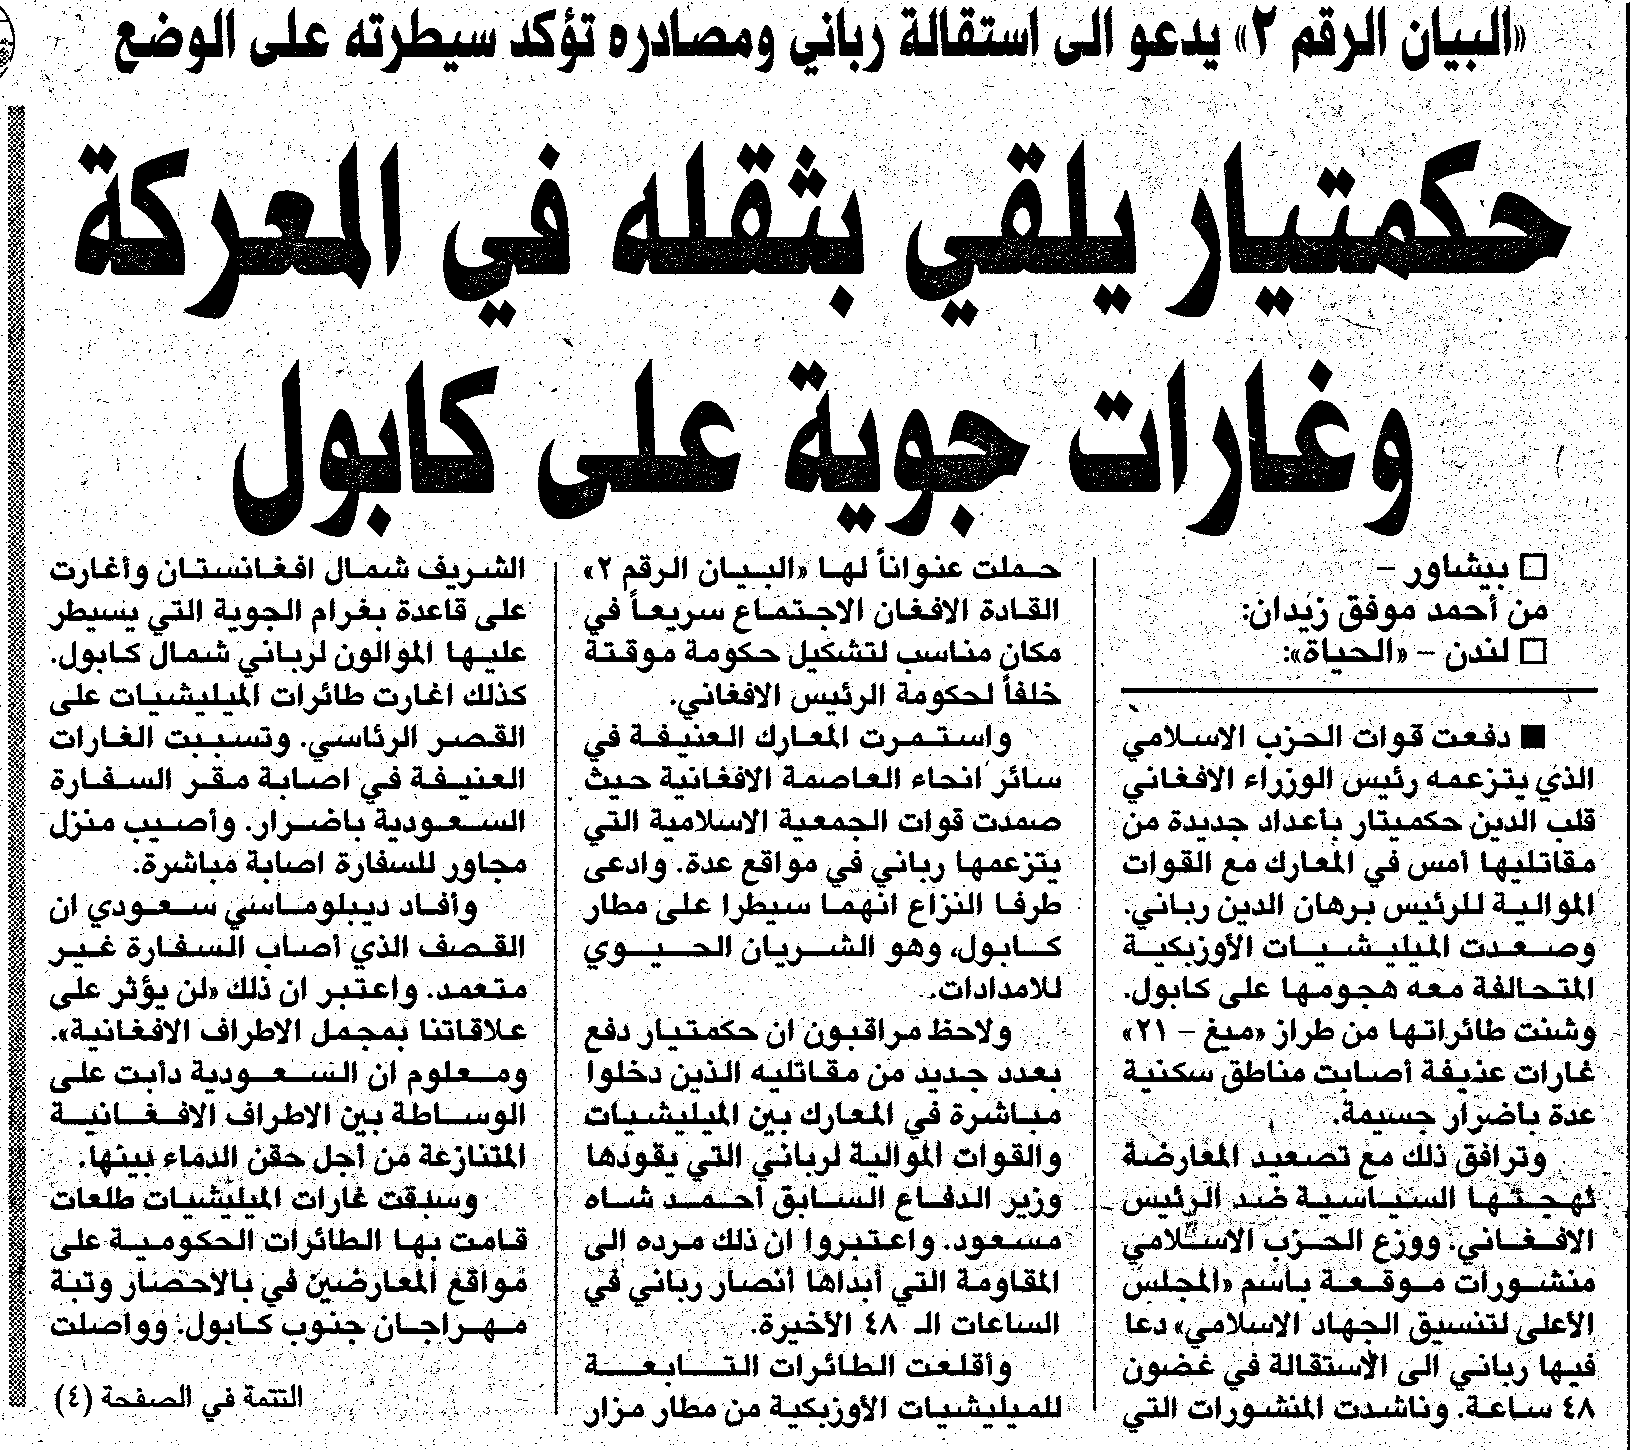 «البيان الرقم ٢» يدعو الى استقالة رباني ومصادره تؤكد سيطرته على الوضع
حكمتيار يلقي بثقله في المعركة
وغارات جوية على كابول
□ بيشاور –
من أحمد موفق زيدان:
□ لندن – «الحياة»:
■ دفعت قوات الحزب الاسلامي
الذي يتزعمه رئيس الوزراء الافغاني
قلب الدين حكميتار بأعداد جديدة من
مقاتليها أمس في المعارك مع القوات
الموالية للرئيس برهان الدين رباني.
وصعدت الميليشيات الأوزبكية
المتحالفة معه هجومها على كابول.
وشنت طائراتها من طراز «ميغ – ٢١»
غارات عنيفة أصابت مناطق سكنية
عدة باضرار جسيمة.
وترافق ذلك مع تصعيد المعارضة
لهجتها السياسية ضد الرئيس
الافغاني. ووزع الحزب الاسلامي
منشورات موقعة باسم «المجلس
الأعلى لتنسيق الجهاد الاسلامي» دعا
فيها رباني الى الاستقالة في غضون
٤٨ ساعة. وناشدت المنشورات التي
حملت عنواناً لها «البيان الرقم ٢»
القادة الافغان الاجتماع سريعاً في
مكان مناسب لتشكيل حكومة موقتة
خلفاً لحكومة الرئيس الافغاني.
واستمرت المعارك العنيفة في
سائر انحاء العاصمة الافغانية حيث
صمدت قوات الجمعية الاسلامية التي
يتزعمها رباني في مواقع عدة. وادعى
طرفا النزاع انهما سيطرا على مطار
كابول، وهو الشريان الحيوي
للامدادات.
ولاحظ مراقبون ان حكمتيار دفع
بعدد جديد من مقاتليه الذين دخلوا
مباشرة في المعارك بين الميليشيات
والقوات الموالية لرباني التي يقودها
وزير الدفاع السابق أحمد شاه
مسعود. واعتبروا ان ذلك مرده الى
المقاومة التي أبداها أنصار رباني في
الساعات الـ ٤٨ الأخيرة.
وأقلعت الطائرات التابعة
للميليشيات الأوزبكية من مطار مزار
الشريف شمال افغانستان وأغارت
على قاعدة بغرام الجوية التي يسيطر
عليها الموالون لرباني شمال كابول.
كذلك اغارت طائرات الميليشيات على
القصر الرئاسي. وتسببت الغارات
العنيفة في اصابة مقر السفارة
السعودية باضرار. وأصيب منزل
مجاور للسفارة اصابة مباشرة.
وأفاد ديبلوماسي سعودي ان
القصف الذي أصاب السفارة غير
متعمد. واعتبر ان ذلك «لن يؤثر على
علاقاتنا بمجمل الاطراف الافغانية».
ومعلوم ان السعودية دأبت على
الوساطة بين الاطراف الافغانية
المتنازعة من أجل حقن الدماء بينها.
وسبقت غارات الميليشيات طلعات
قامت بها الطائرات الحكومية على
مواقع المعارضين في بالاحصار وتبة
مهراجان جنوب كابول. وواصلت
التتمة في الصفحة (٤)